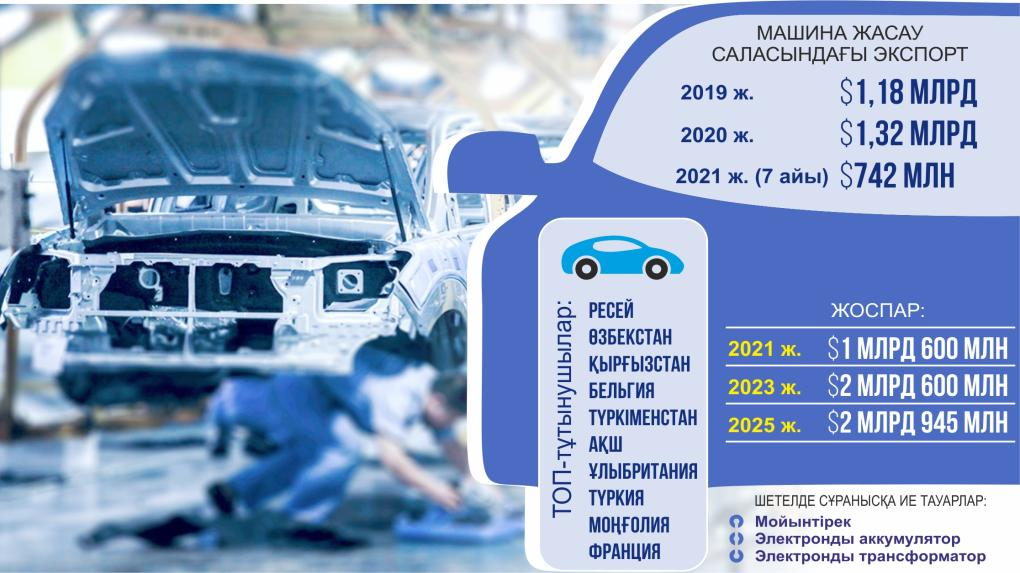 МАШИНА ЖАСАУ
САЛАСЫНДАҒЫ ЭКСПОРТ
2019 ж. $1,18 МЛРД
2020 ж. $1,32 МЛРД
2021 ж. (7 айы) $742 МЛН
ТОП-тұтынушылар:
РЕСЕЙ
ӨЗБЕКСТАН
ҚЫРҒЫЗСТАН
БЕЛЬГИЯ
ТҮРКІМЕНСТАН
АҚШ
ҰЛЫБРИТАНИЯ
ТҮРКИЯ
МОҢҒОЛИЯ
ФРАНЦИЯ
ЖОСПАР:
2021 ж. $1 МЛРД 600 МЛН
2023 ж. $2 МЛРД 600 МЛН
2025 ж. $2 МЛРД 945 МЛН
ШЕТЕЛДЕ СҰРАНЫСҚА ИЕ ТАУАРЛАР:
Мойынтірек
Электронды аккумулятор
Электронды трансформатор